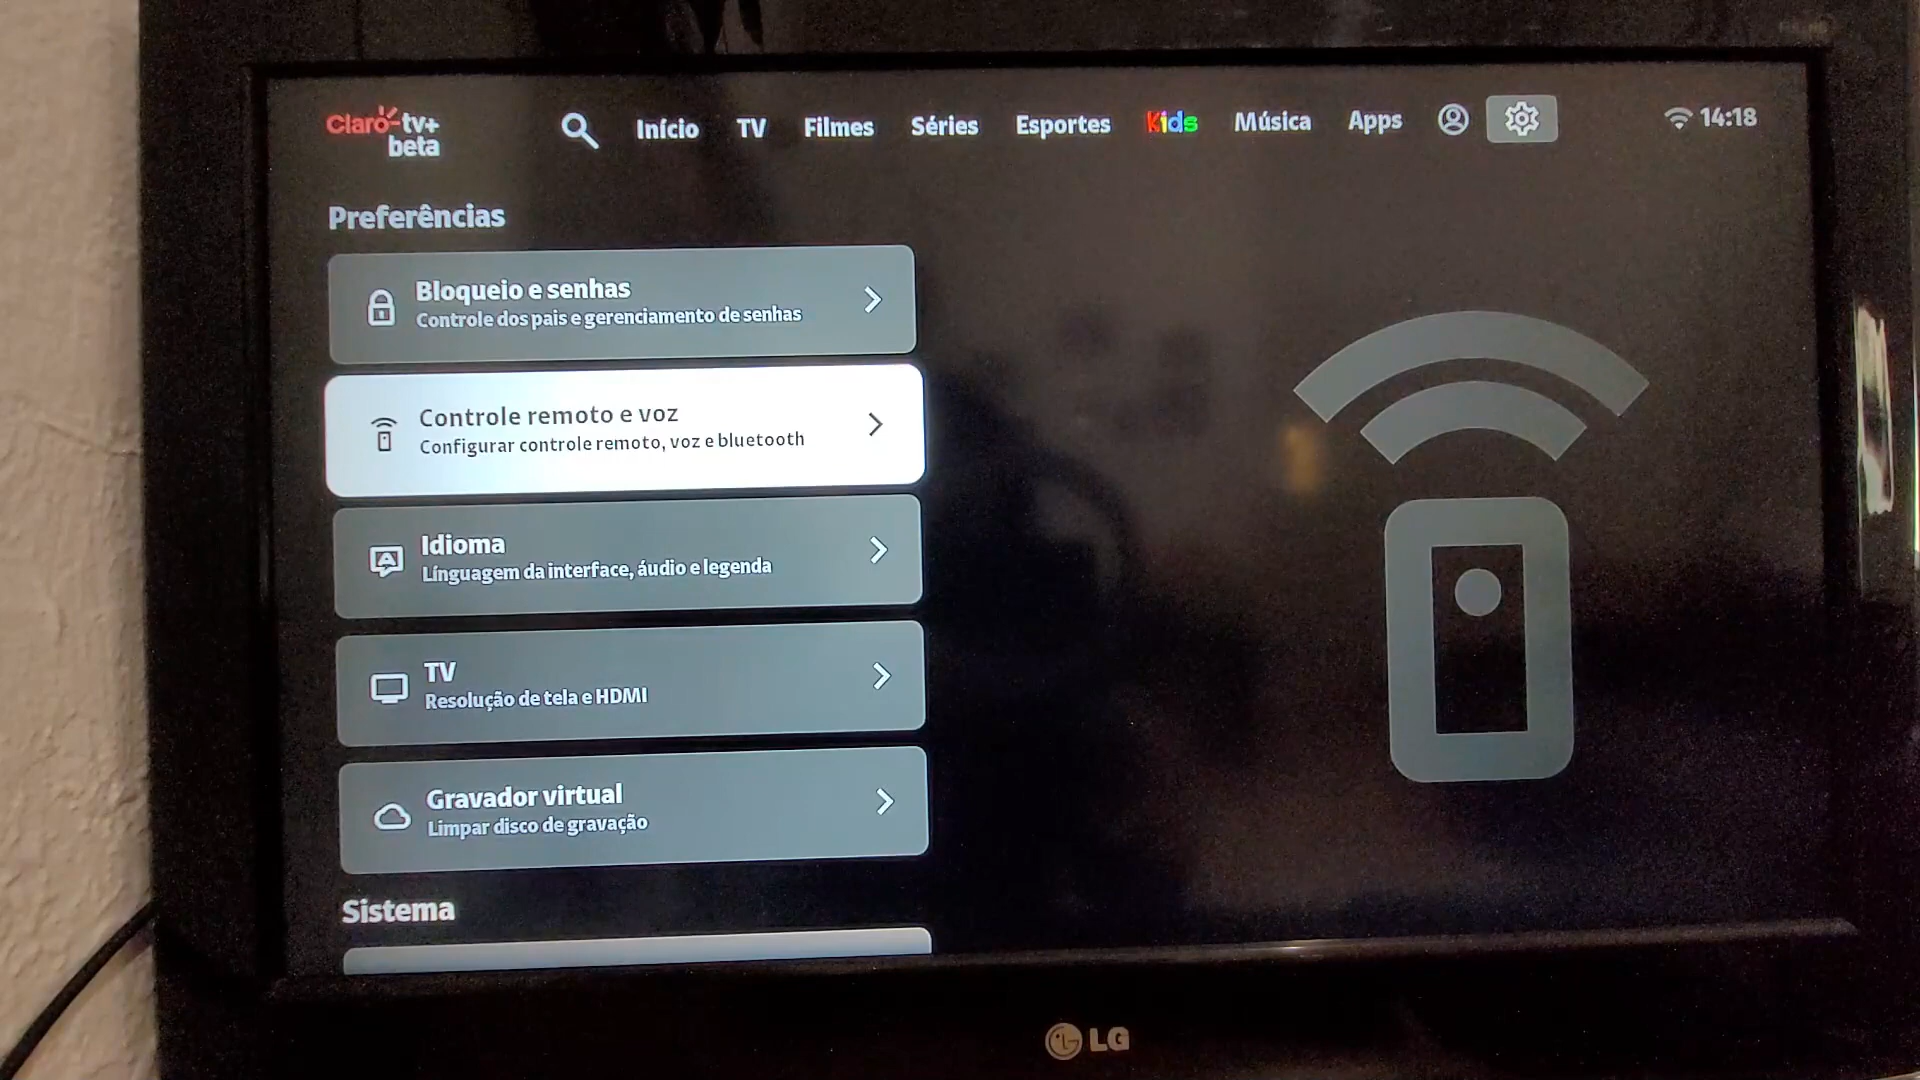 Claro tv+
beta
Início TV Filmes Séries Esportes Kids Música Apps 14:18
Preferências
Bloqueio e senhas
Controle dos pais e gerenciamento de senhas
Controle remoto e voz
Configurar controle remoto, voz e bluetooth
Idioma
Línguagem da interface, áudio e legenda
TV
Resolução de tela e HDMI
Gravador virtual
Limpar disco de gravação
Sistema
LG